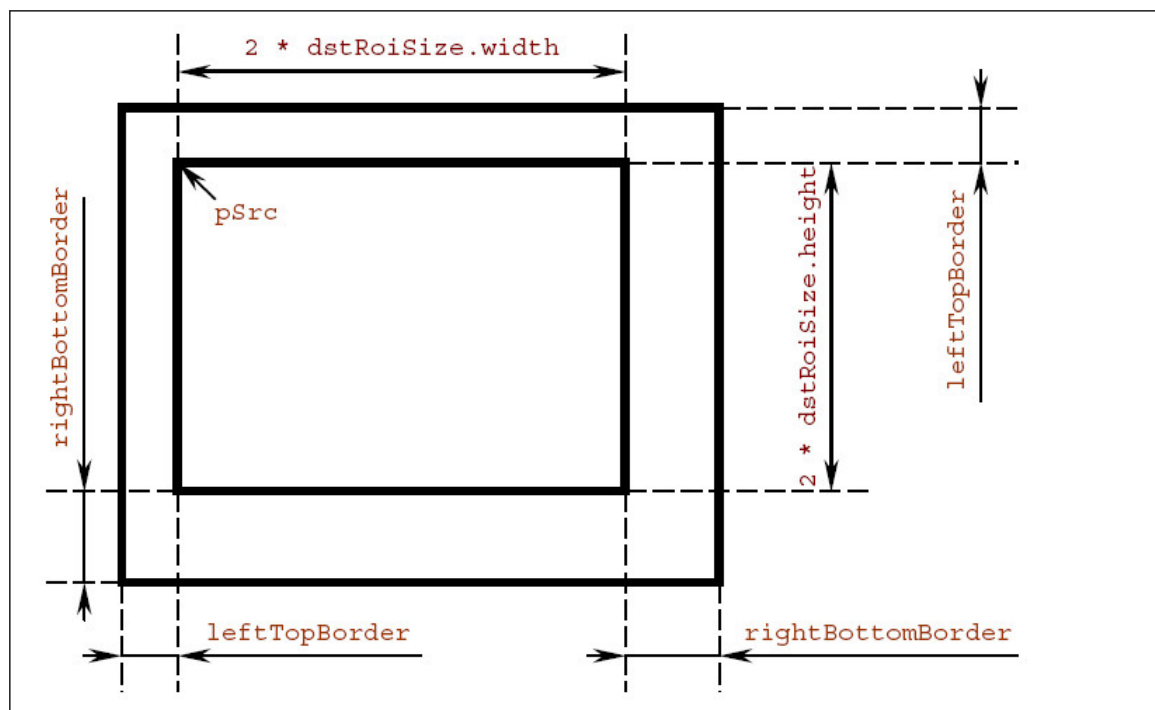 2 * dstRoiSize.width
pSrc
rightBottomBorder
2 * dstRoiSize.height
leftTopBorder
leftTopBorder
rightBottomBorder